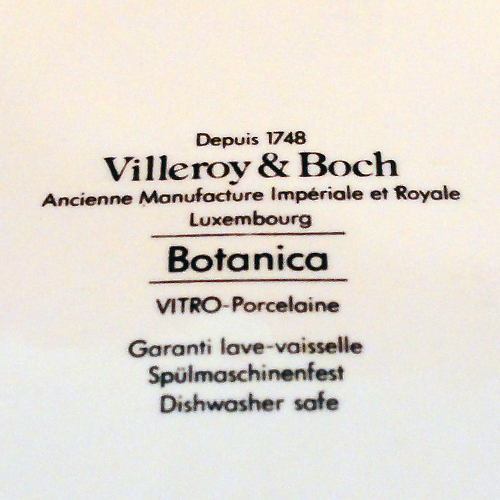 Depuis 1748
Villeroy & Boch
Ancienne Manufacture Impériale et Royale
Luxembourg
Botanica
VITRO-Porcelaine
Garanti lave-vaisselle
Spülmaschinenfest
Dishwasher safe